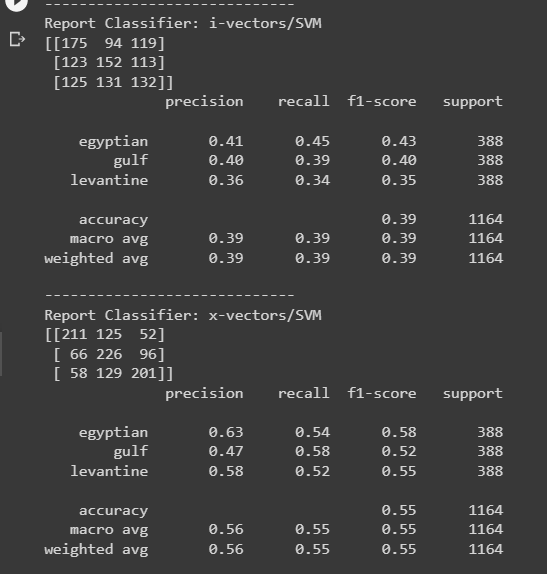 ------------------------------
Report Classifier: i-vectors/SVM
[[175  94 119]
 [123 152 113]
 [125 131 132]]
              precision    recall  f1-score   support

    egyptian       0.41      0.45      0.43       388
        gulf       0.40      0.39      0.40       388
   levantine       0.36      0.34      0.35       388

    accuracy                           0.39      1164
   macro avg       0.39      0.39      0.39      1164
weighted avg       0.39      0.39      0.39      1164

------------------------------
Report Classifier: x-vectors/SVM
[[211 125  52]
 [ 66 226  96]
 [ 58 129 201]]
              precision    recall  f1-score   support

    egyptian       0.63      0.54      0.58       388
        gulf       0.47      0.58      0.52       388
   levantine       0.58      0.52      0.55       388

    accuracy                           0.55      1164
   macro avg       0.56      0.55      0.55      1164
weighted avg       0.56      0.55      0.55      1164